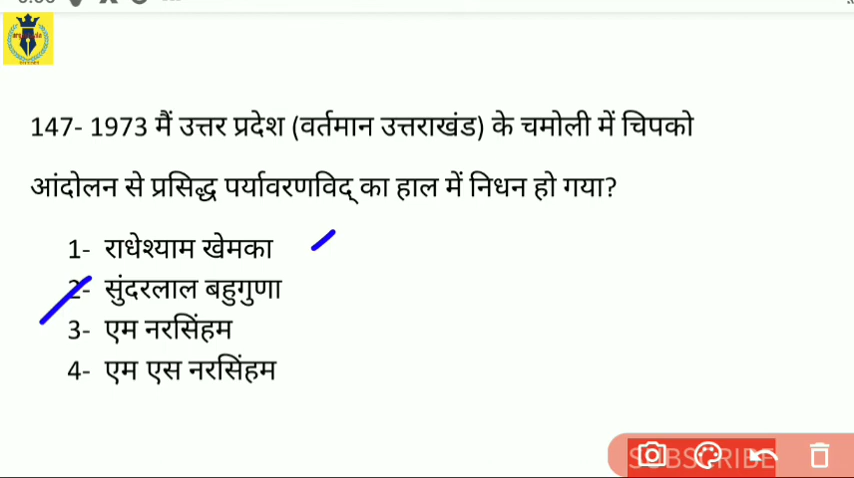 147- 1973 मैं उत्तर प्रदेश (वर्तमान उत्तराखंड) के चमोली में चिपको
आंदोलन से प्रसिद्ध पर्यावरणविद् का हाल में निधन हो गया?
1- राधेश्याम खेमका
2- सुंदरलाल बहुगुणा
3- एम नरसिंहम
4- एम एस नरसिंहम
SUBSCRIBE